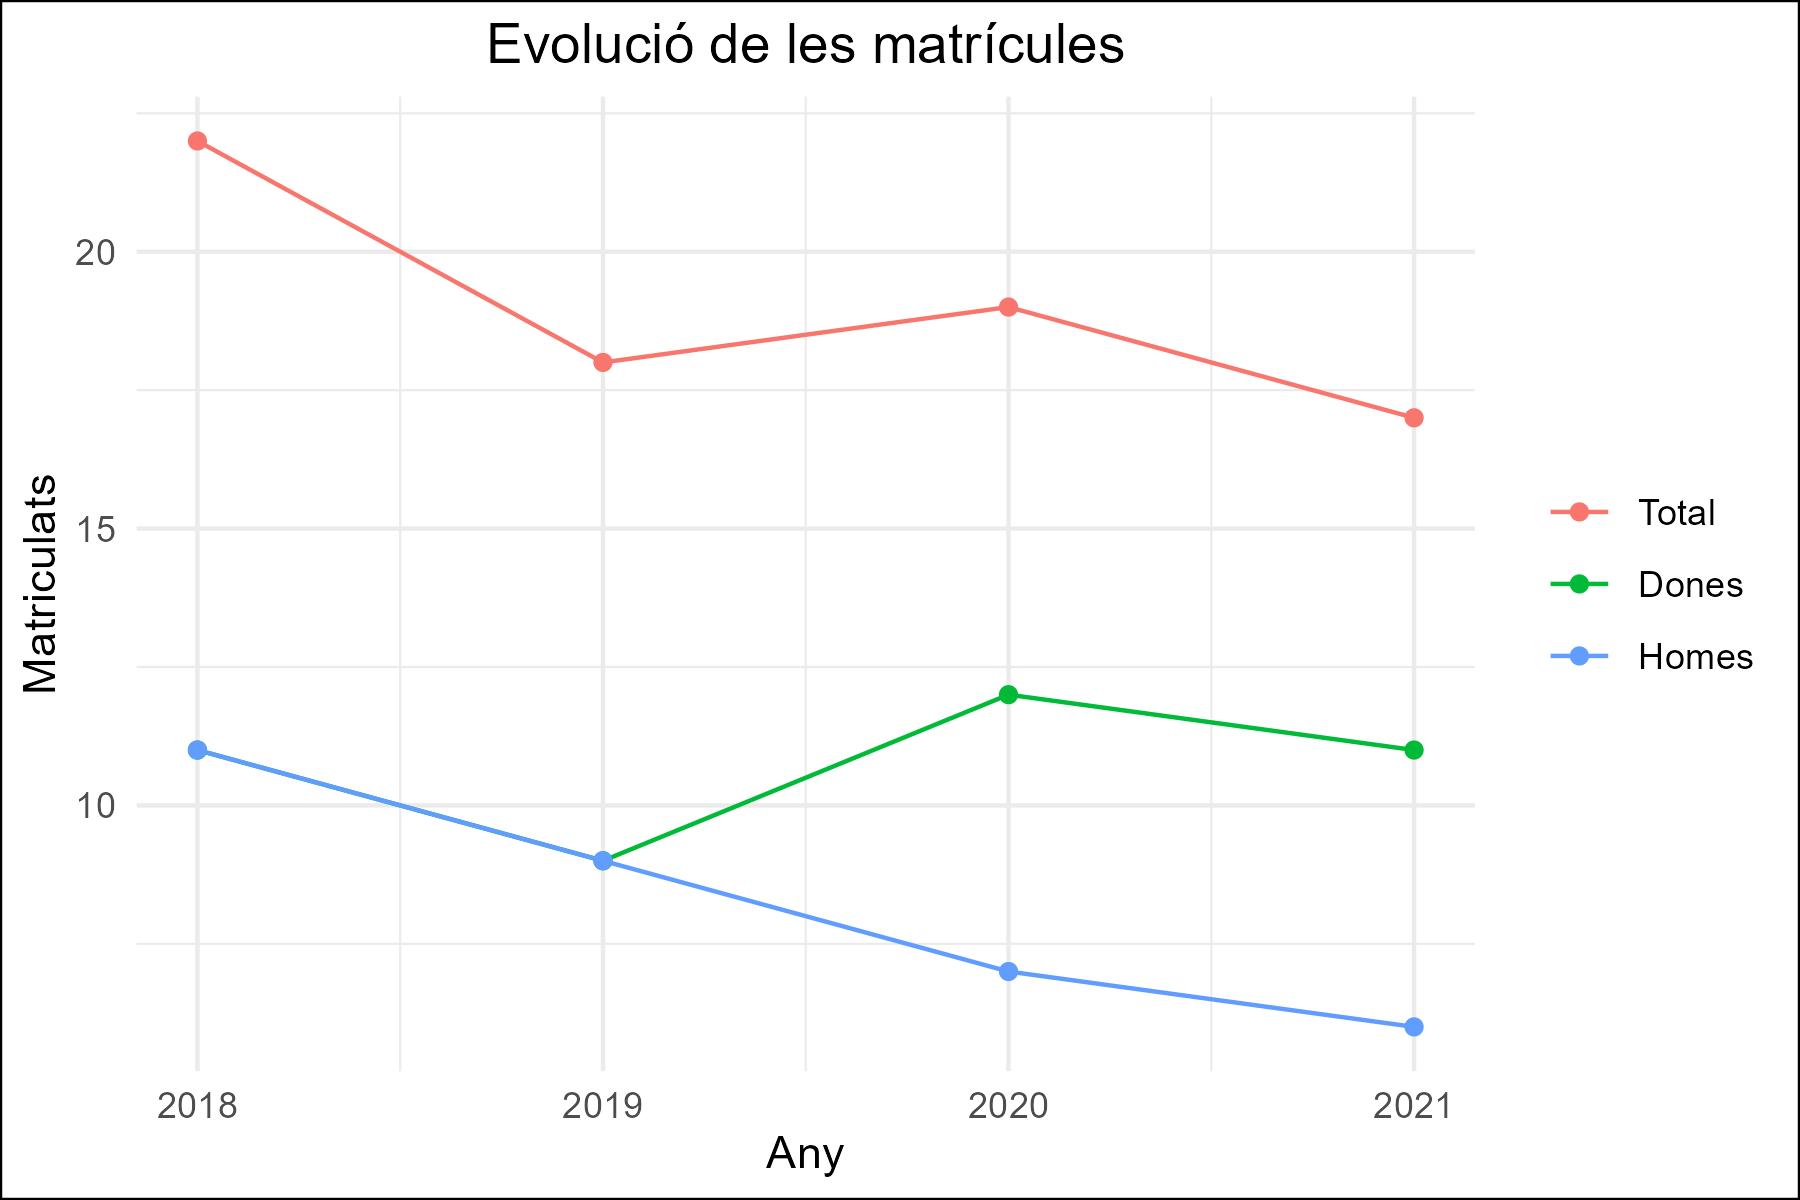 Evolució de les matrícules
Matriculats
20
15
10
2018
2019
2020
2021
Any
Total
Dones
Homes